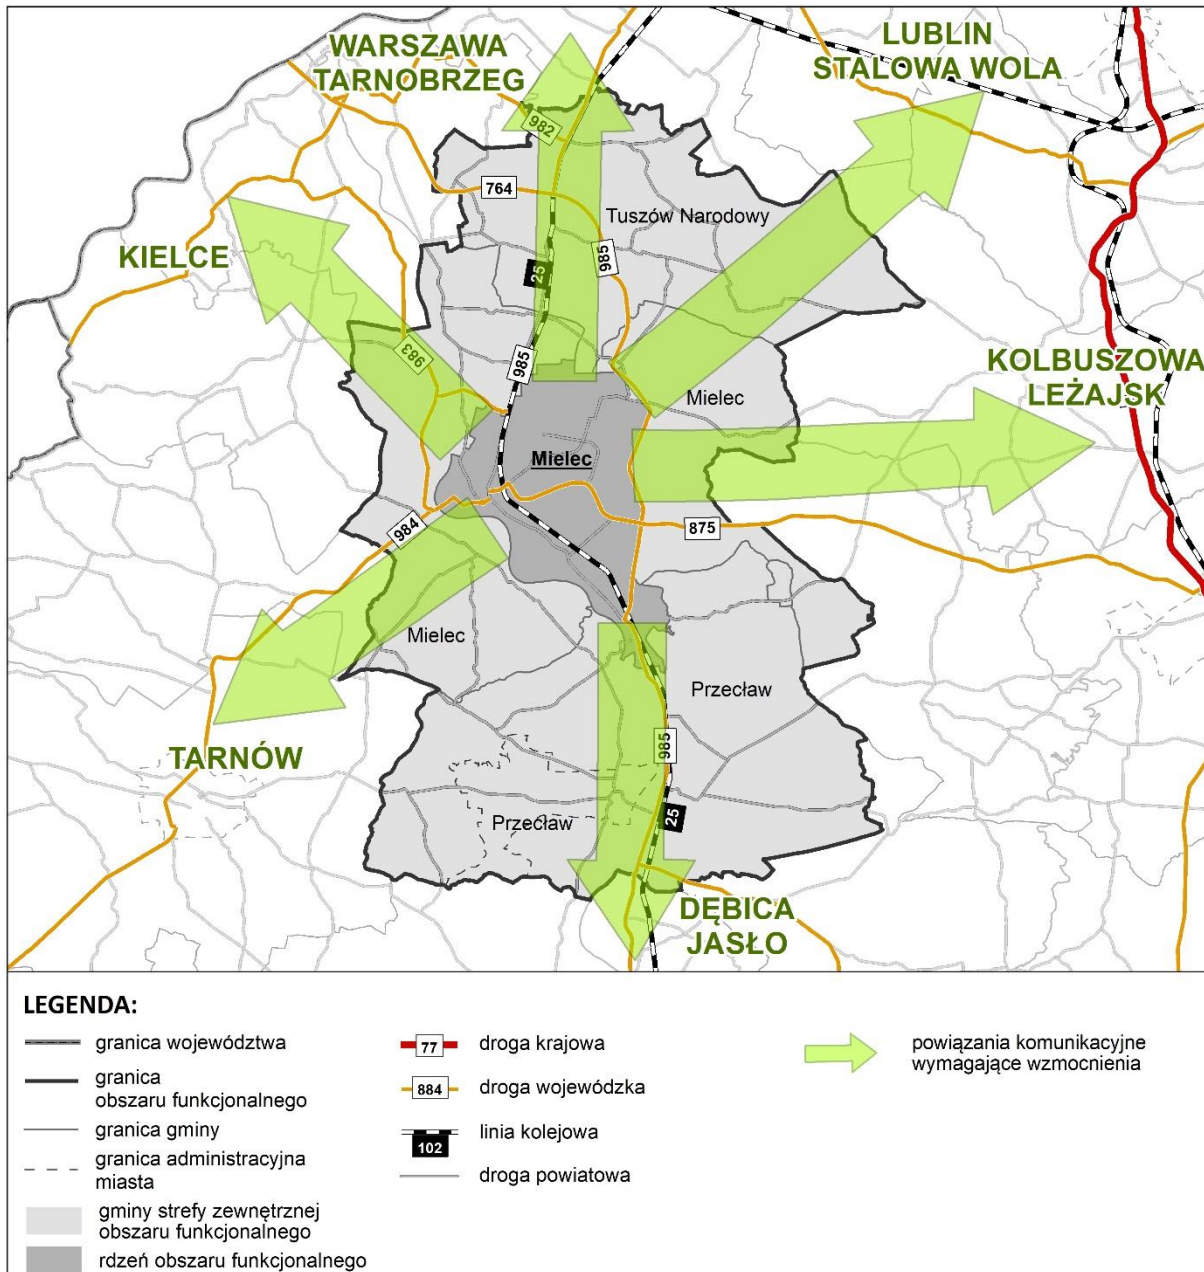 WARSZAWA
TARNOBRZEG
LUBLIN
STALOWA WOLA
982
764
Tuszów Narodowy
KIELCE
985
25
983
985
KOLBUSZOWA
LEŻAJSK
Mielec
Mielec
984
875
Mielec
Przecław
TARNÓW
985
25
Przecław
DĘBICA
JASŁO
LEGENDA:
granica województwa
granica
obszaru funkcjonalnego
granica gminy
granica administracyjna
miasta
gminy strefy zewnętrznej
obszaru funkcjonalnego
rdzeń obszaru funkcjonalnego
77 droga krajowa
884 droga wojewódzka
linia kolejowa
102
droga powiatowa
powiązania komunikacyjne
wymagające wzmocnienia